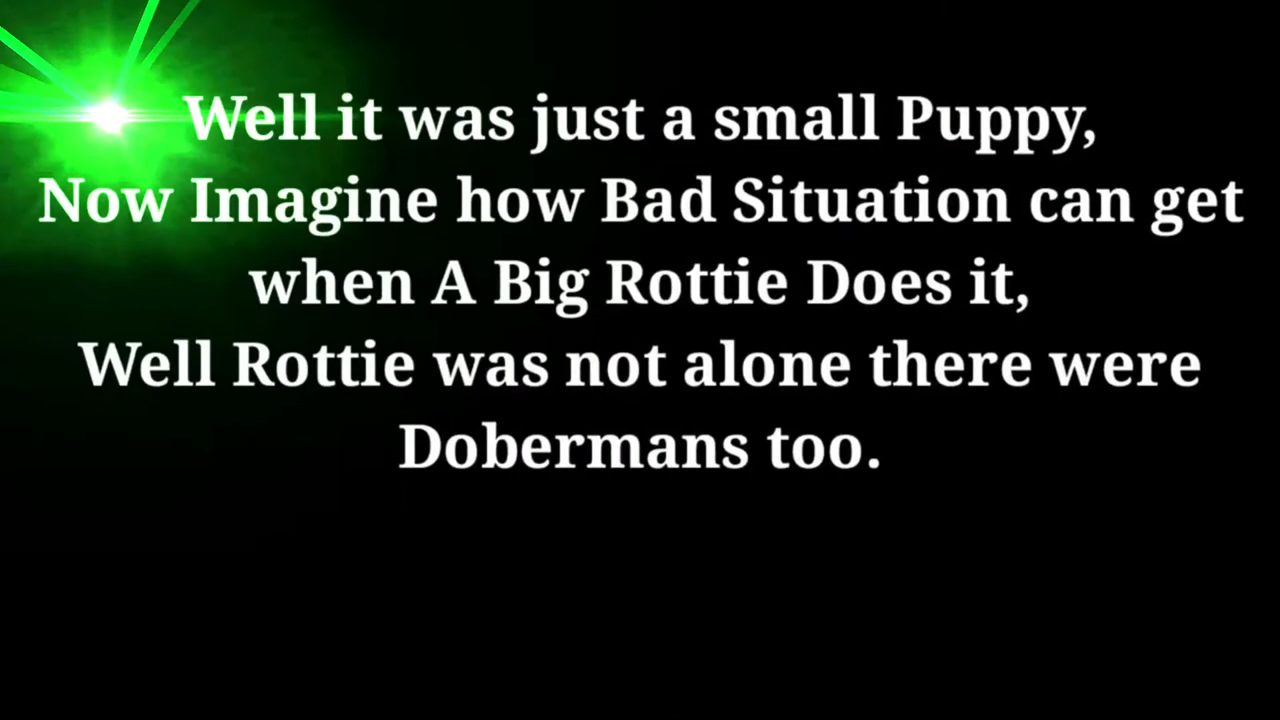 Well it was just a small Puppy,
Now Imagine how Bad Situation can get
when A Big Rottie Does it,
Well Rottie was not alone there were
Dobermans too.